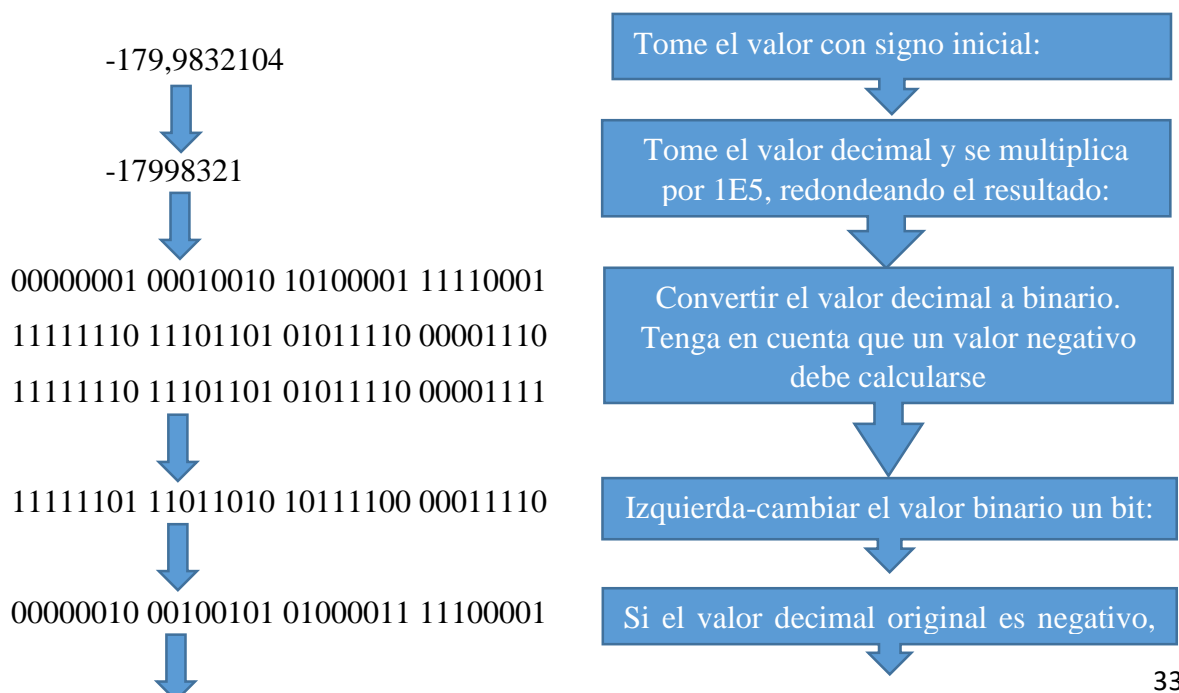 -179,9832104
Tome el valor con signo inicial:
-17998321
Tome el valor decimal y se multiplica
por 1E5, redondeando el resultado:
00000001 00010010 10100001 11110001
11111110 11101101 01011110 00001110
11111110 11101101 01011110 00001111
Convertir el valor decimal a binario.
Tenga en cuenta que un valor negativo
debe calcularse
11111101 11011010 10111100 00011110
Izquierda-cambiar el valor binario un bit:
00000010 00100101 01000011 11100001
Si el valor decimal original es negativo,
33